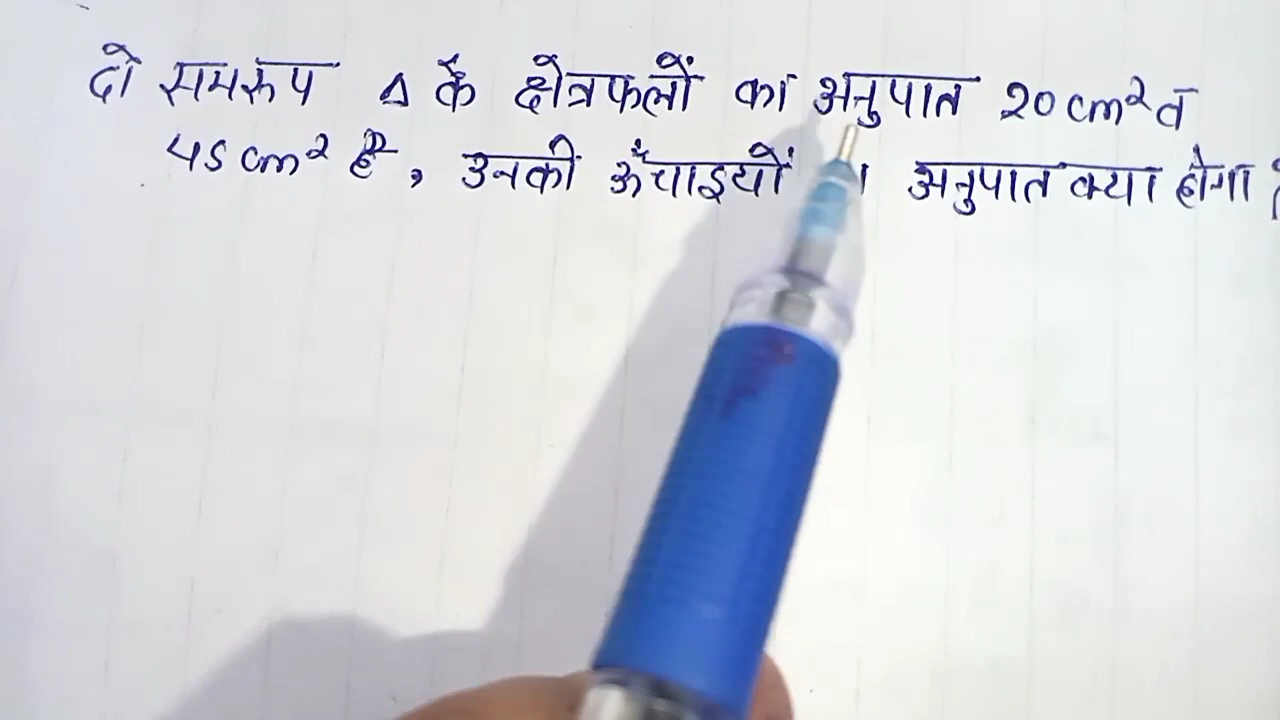 दो समरूप Δ के क्षेत्रफलों का अनुपात 20 cm² व
45 cm² है, उनकी ऊँचाइयों अनुपात क्या होगा ?